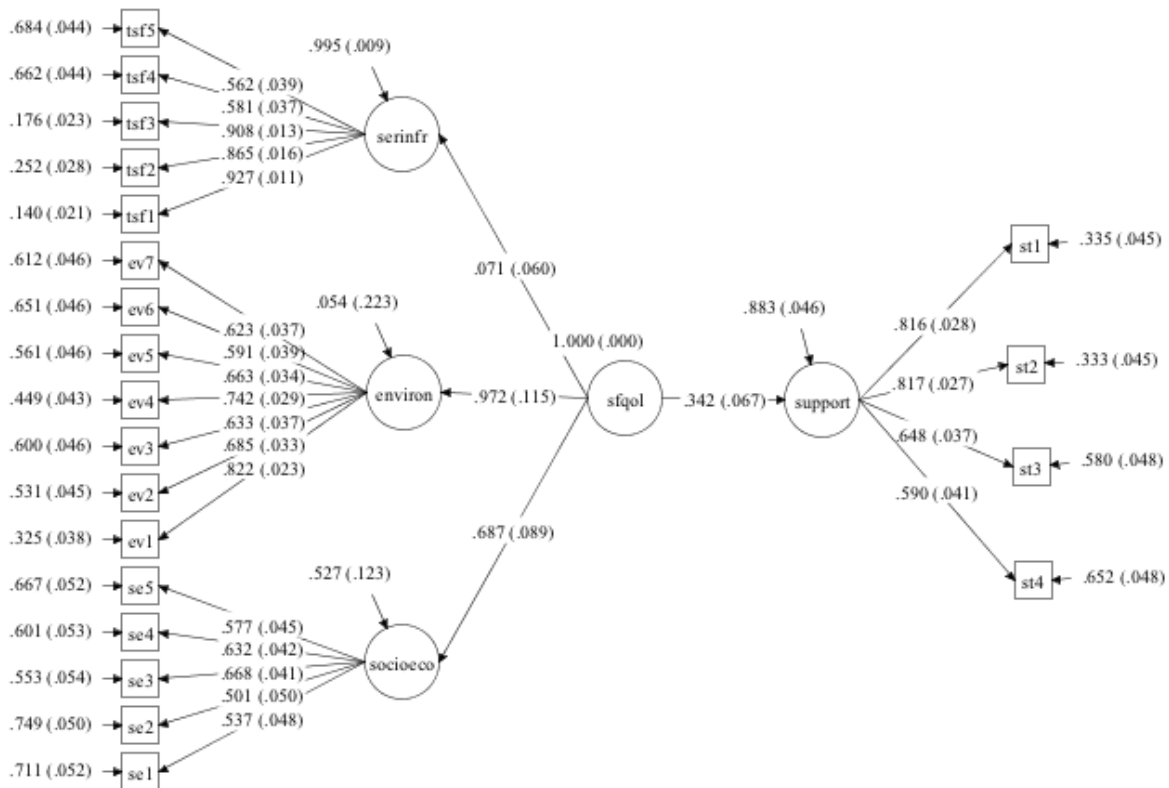 .684 (.044) tsf5
.995 (.009)
.662 (.044) tsf4
.562 (.039)
.581 (.037)
.176 (.023) tsf3
.908 (.013)
serinfr
.865 (.016)
.252 (.028) tsf2
.927 (.011)
.140 (.021) tsf1
.612 (.046) ev7
.071 (.060)
st1 .335 (.045)
.651 (.046) ev6
.054 (.223)
.883 (.046)
.623 (.037)
.816 (.028)
1.000 (.000)
.561 (.046) ev5
.591 (.039)
st2 .333 (.045)
.663 (.034)
.817 (.027)
.449 (.043) ev4
.742 (.029)
environ
.972 (.115)
sfqol
.342 (.067)
support
.633 (.037)
.600 (.046) ev3
.685 (.033)
.648 (.037)
.822 (.023)
st3 .580 (.048)
.531 (.045) ev2
.590 (.041)
.687 (.089)
.325 (.038) ev1
.527 (.123)
.667 (.052) se5
st4 .652 (.048)
.577 (.045)
.601 (.053) se4
.632 (.042)
.668 (.041)
socioeco
.553 (.054) se3
.501 (.050)
.537 (.048)
.749 (.050) se2
.711 (.052) se1